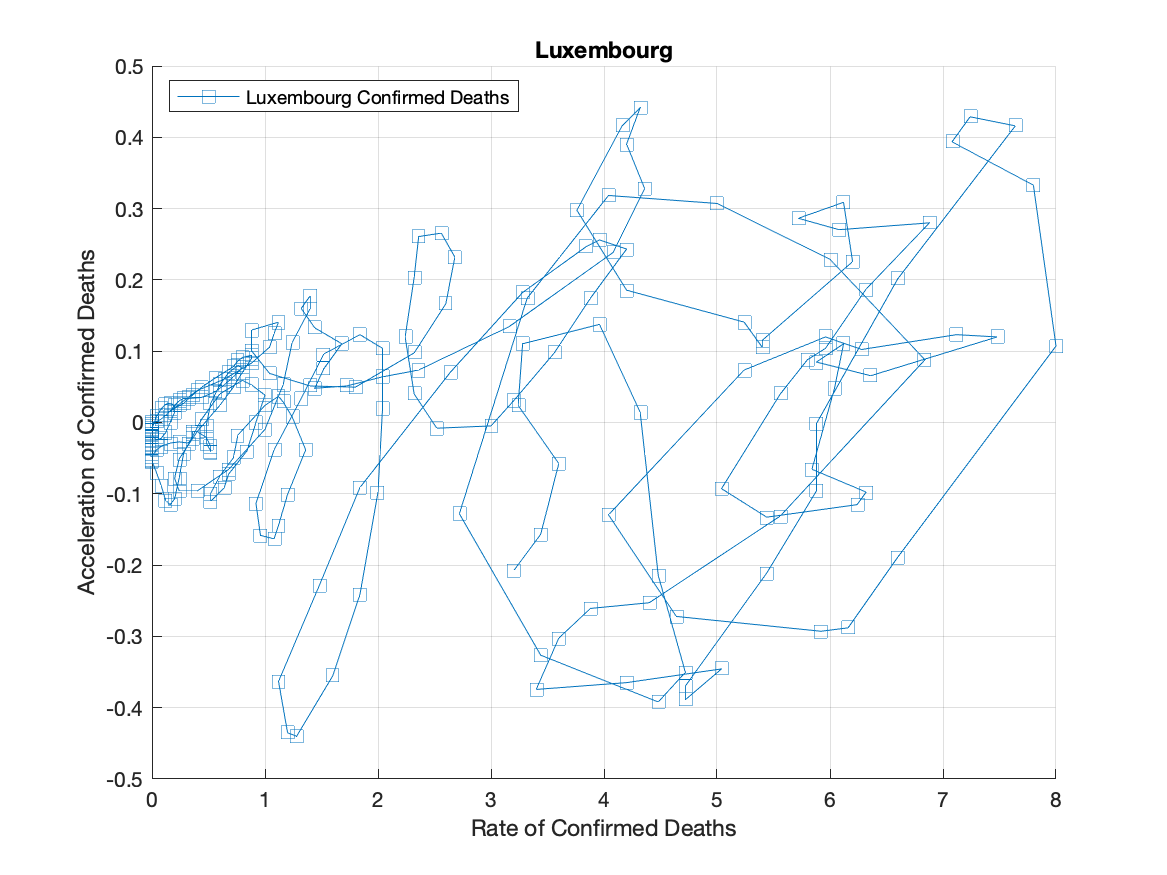 Luxembourg
Luxembourg Confirmed Deaths
Acceleration of Confirmed Deaths
0.5
0.4
0.3
0.2
0.1
0
-0.1
-0.2
-0.3
-0.4
-0.5
0 1 2 3 4 5 6 7 8
Rate of Confirmed Deaths